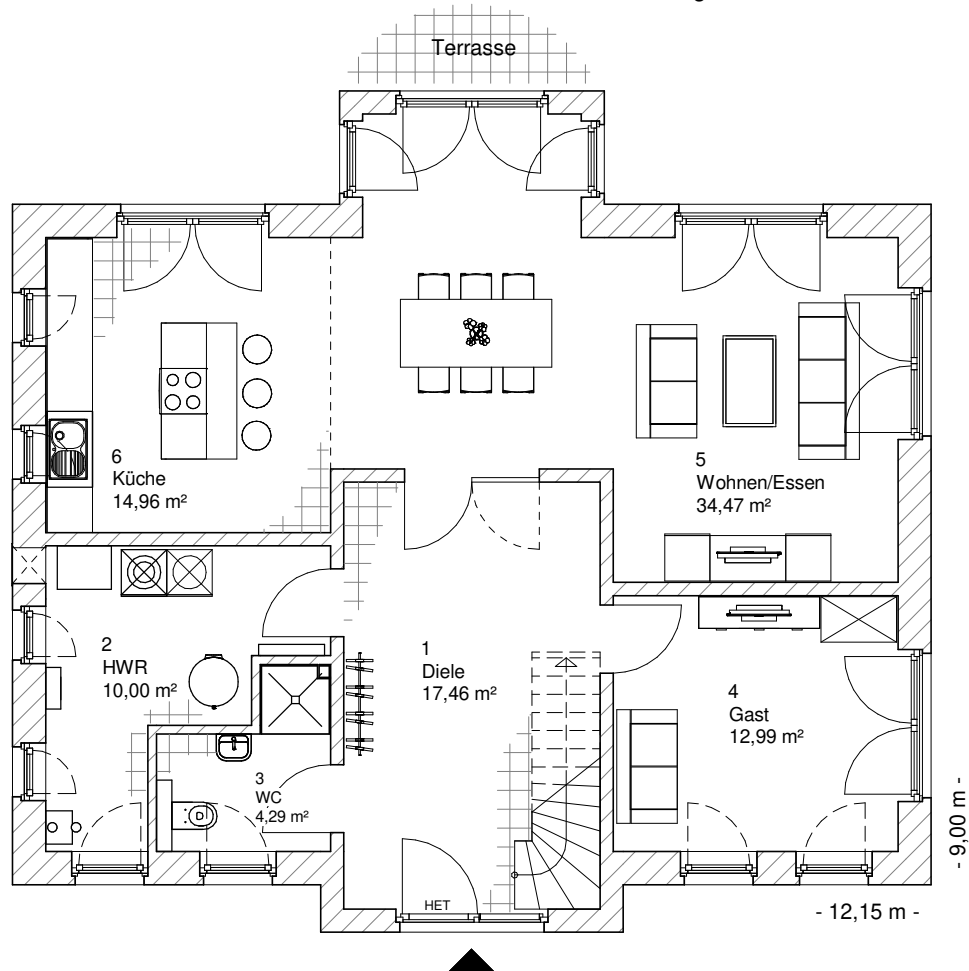 Terrasse
6
Küche
14,96 m²
5
Wohnen/Essen
34,47 m²
2
HWR
10,00 m²
1
Diele
17,46 m²
4
Gast
12,99 m²
3
WC
4,29 m²
HET
- 9,00 m -
- 12,15 m -